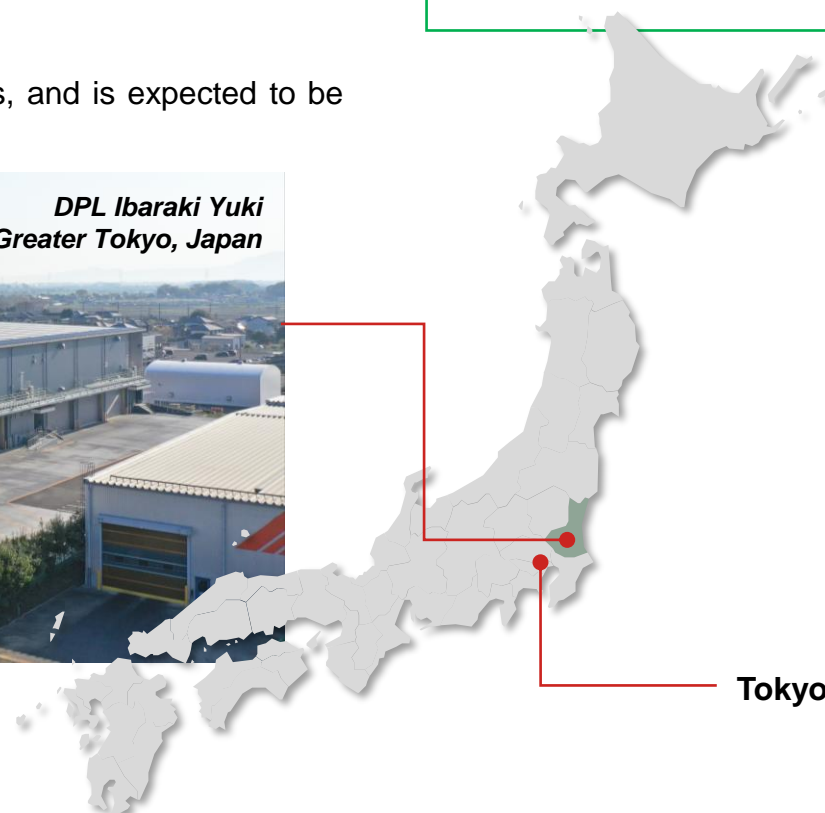 s, and is expected to be
DPL Ibaraki Yuki
Greater Tokyo, Japan
Tokyo